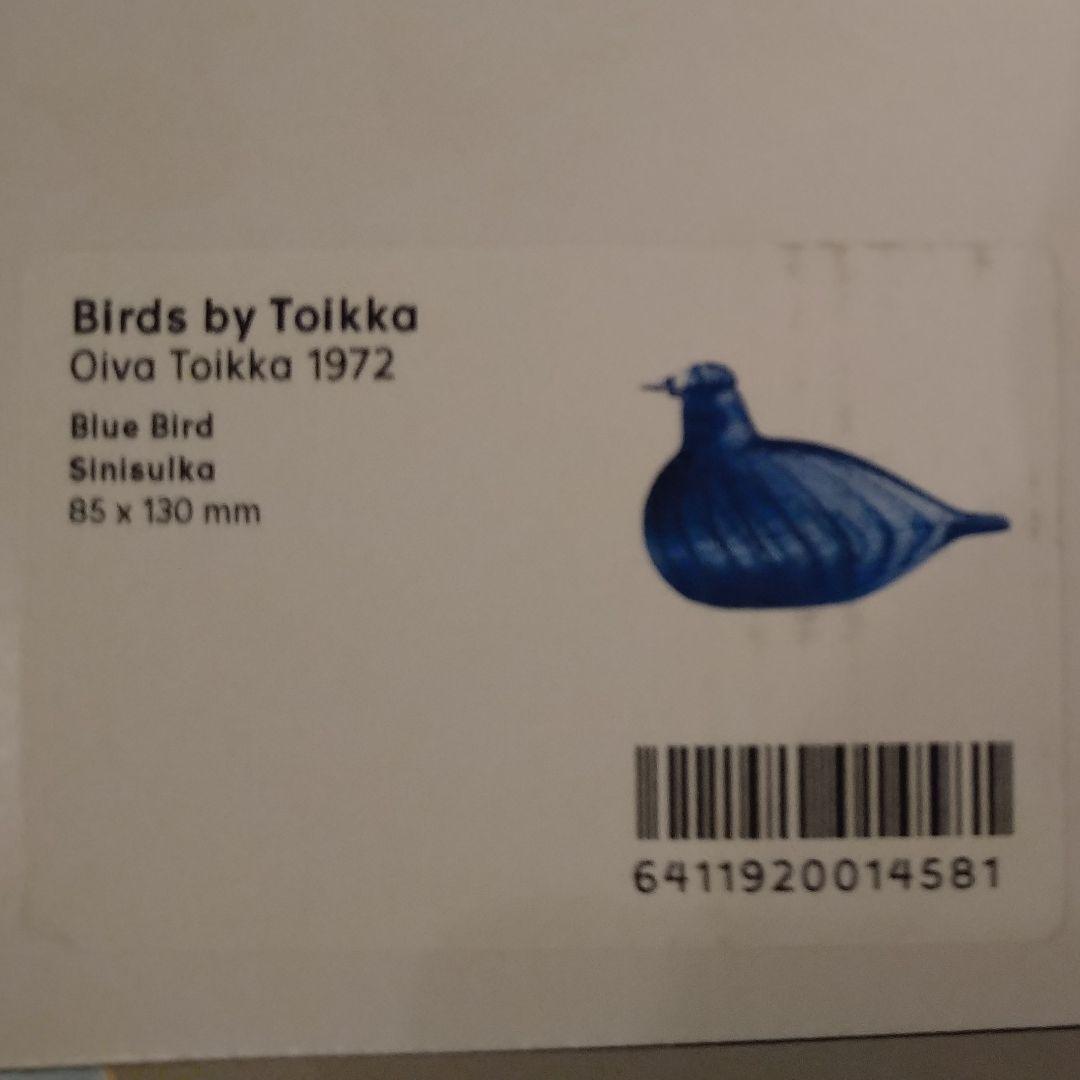 Birds by Toikka
Oiva Toikka 1972
Blue Bird
Sinisulka
85 x 130 mm
6411920014581